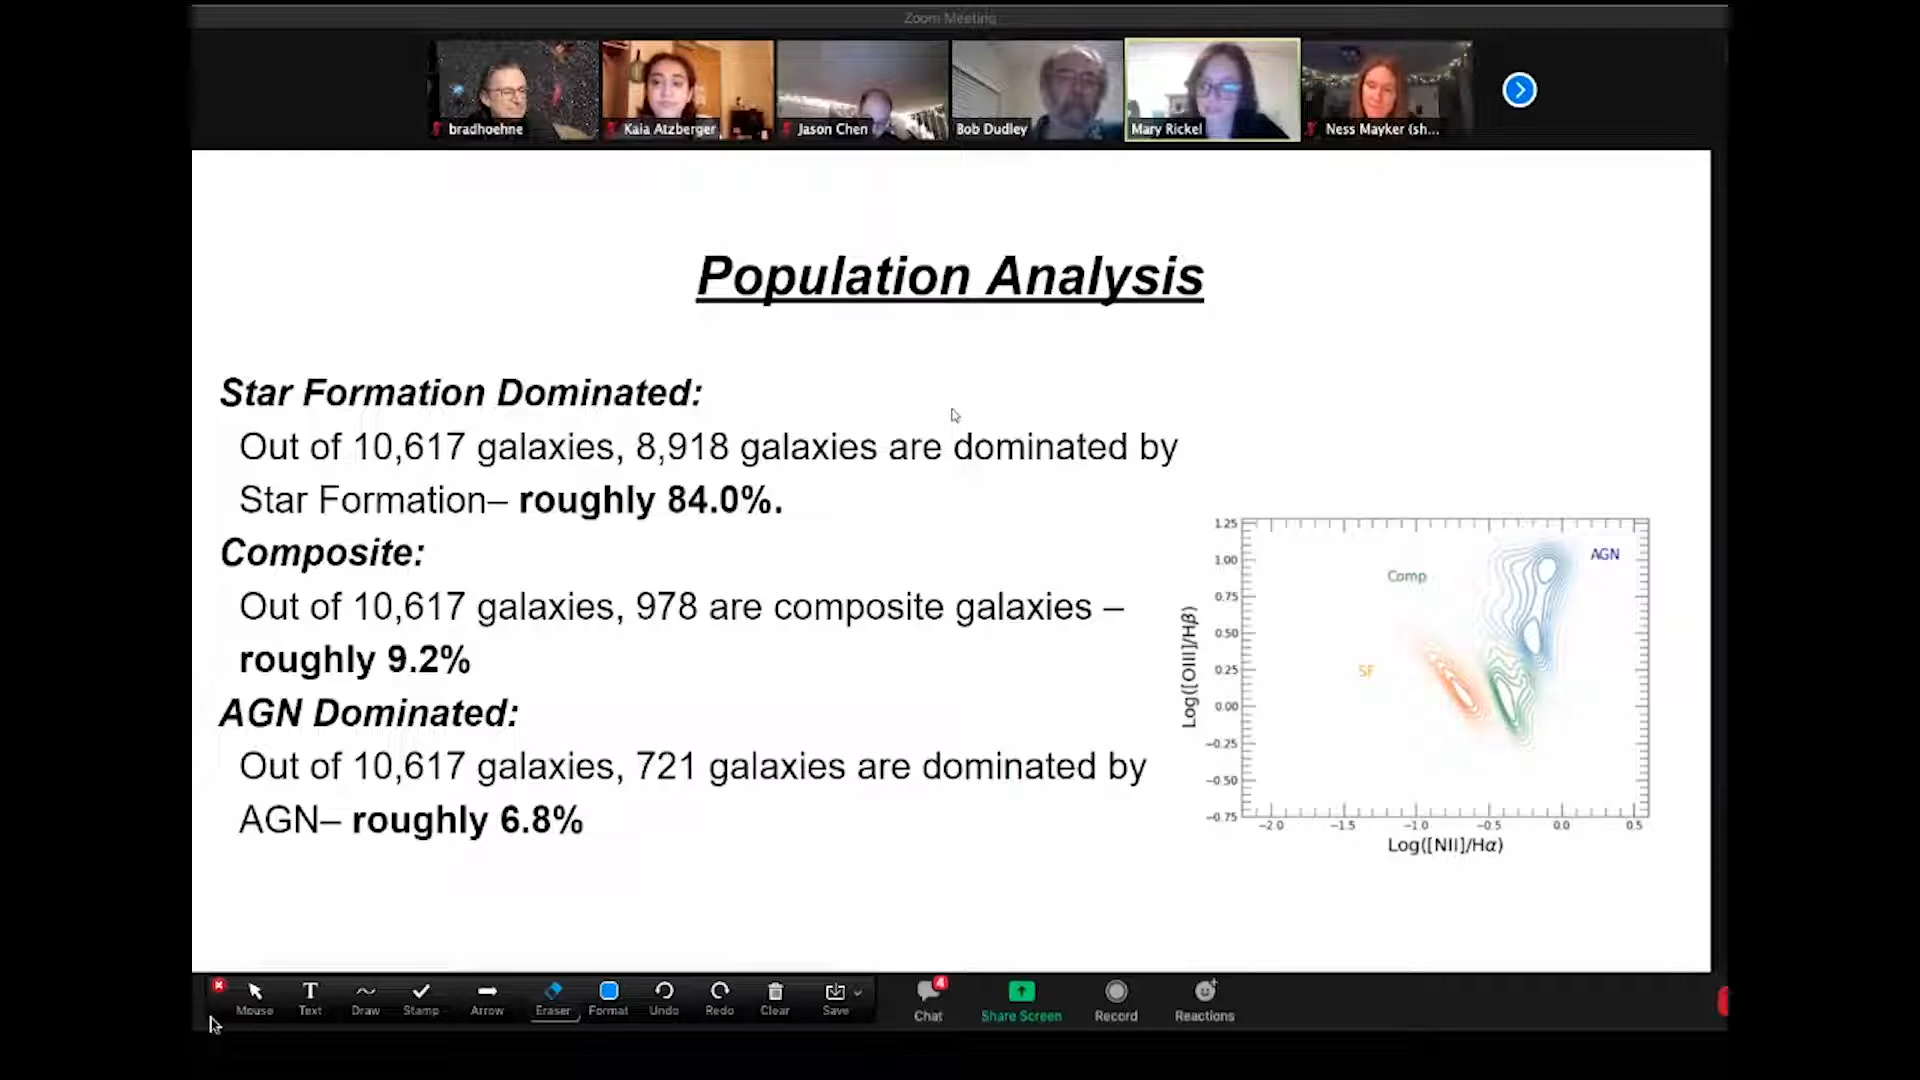 Zoom Meeting
bradhoehne
Kaia Atzberger
Jason Chen
Bob Dudley
Mary Rickel
Ness Mayker (sh...
Population Analysis
Star Formation Dominated:
Out of 10,617 galaxies, 8,918 galaxies are dominated by
Star Formation– roughly 84.0%.
Composite:
Out of 10,617 galaxies, 978 are composite galaxies –
roughly 9.2%
AGN Dominated:
Out of 10,617 galaxies, 721 galaxies are dominated by
AGN– roughly 6.8%
1.25
1.00
0.75
0.50
0.25
0.00
−0.25
−0.50
−0.75
Log([OIII]/Hβ)
AGN
Comp
SF
−2.0 −1.5 −1.0 −0.5 0.0 0.5
Log([NII]/Hα)
Mouse Text Draw Stamp Arrow Eraser Format Undo Redo Clear Save
4
Chat Share Screen Record Reactions